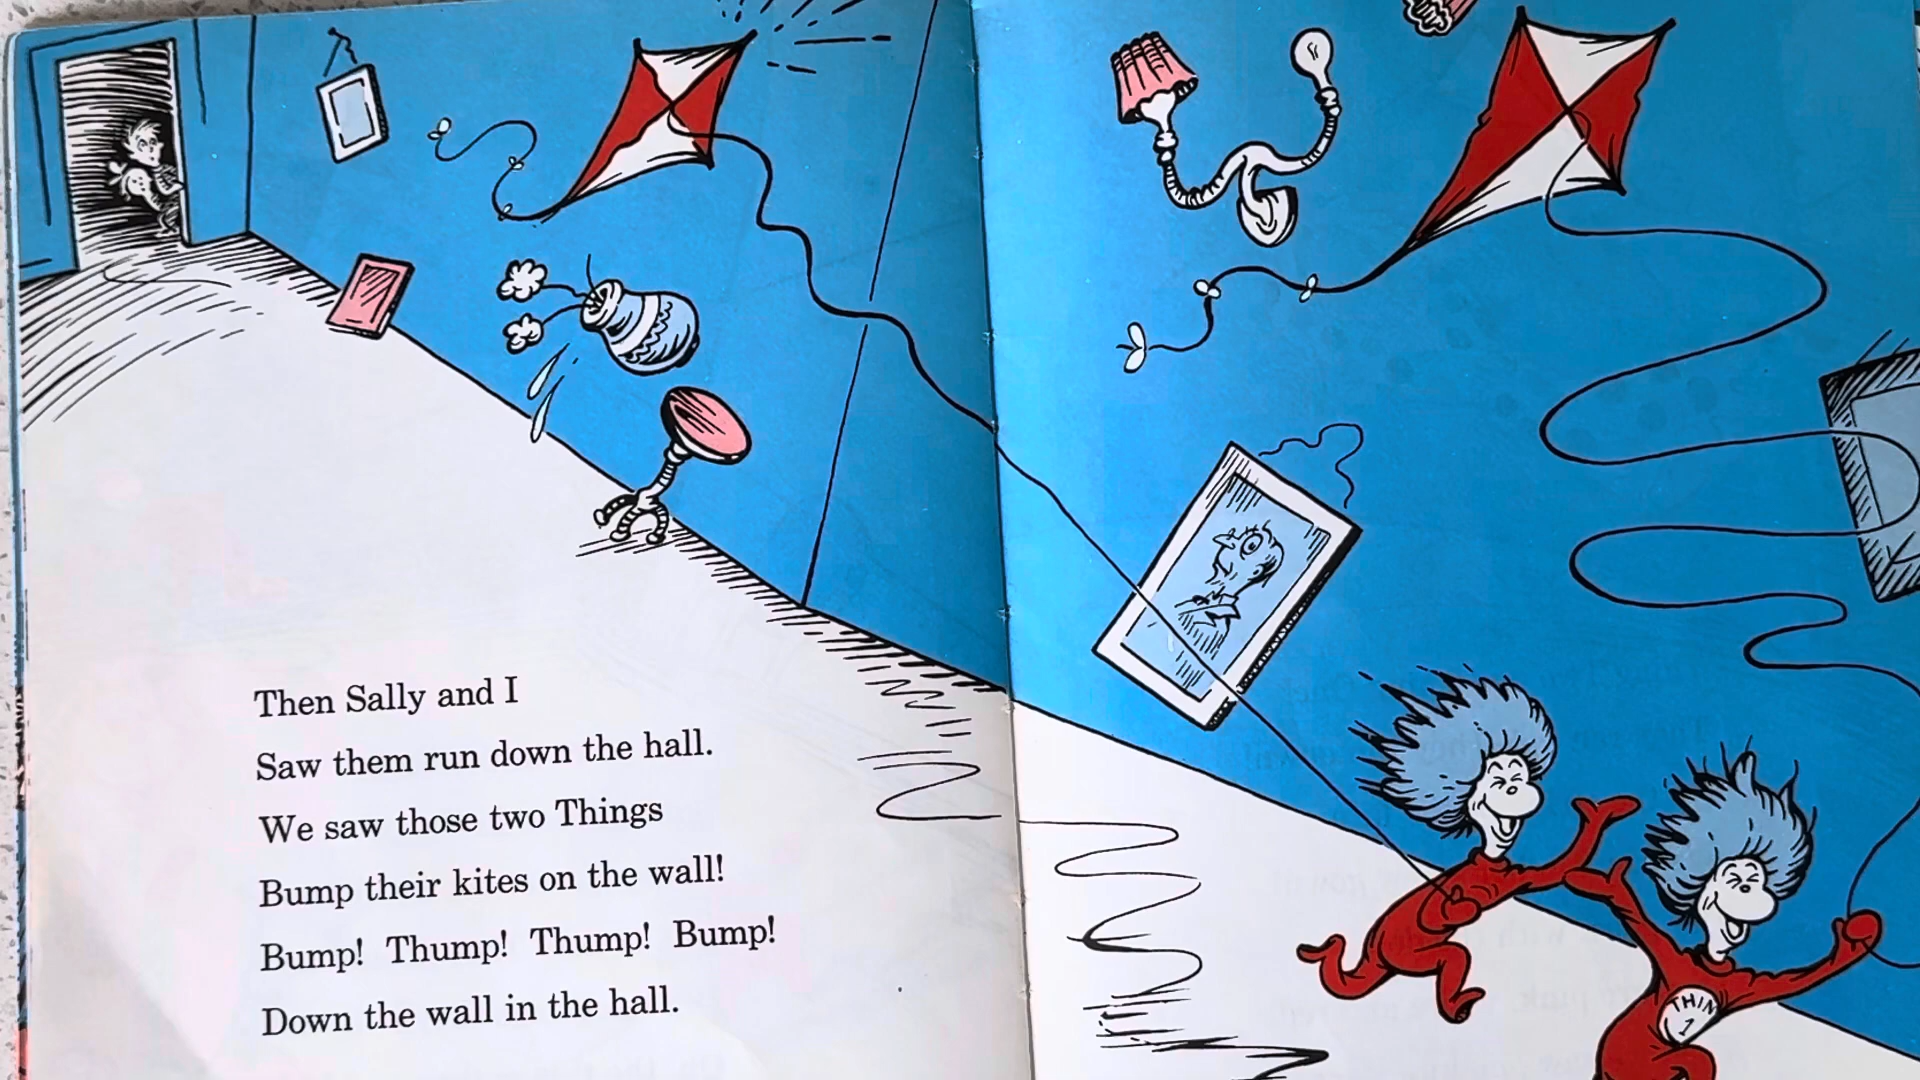 Then Sally and I
Saw them run down the hall.
We saw those two Things
Bump their kites on the wall!
Bump! Thump! Thump! Bump!
Down the wall in the hall.
THING
1